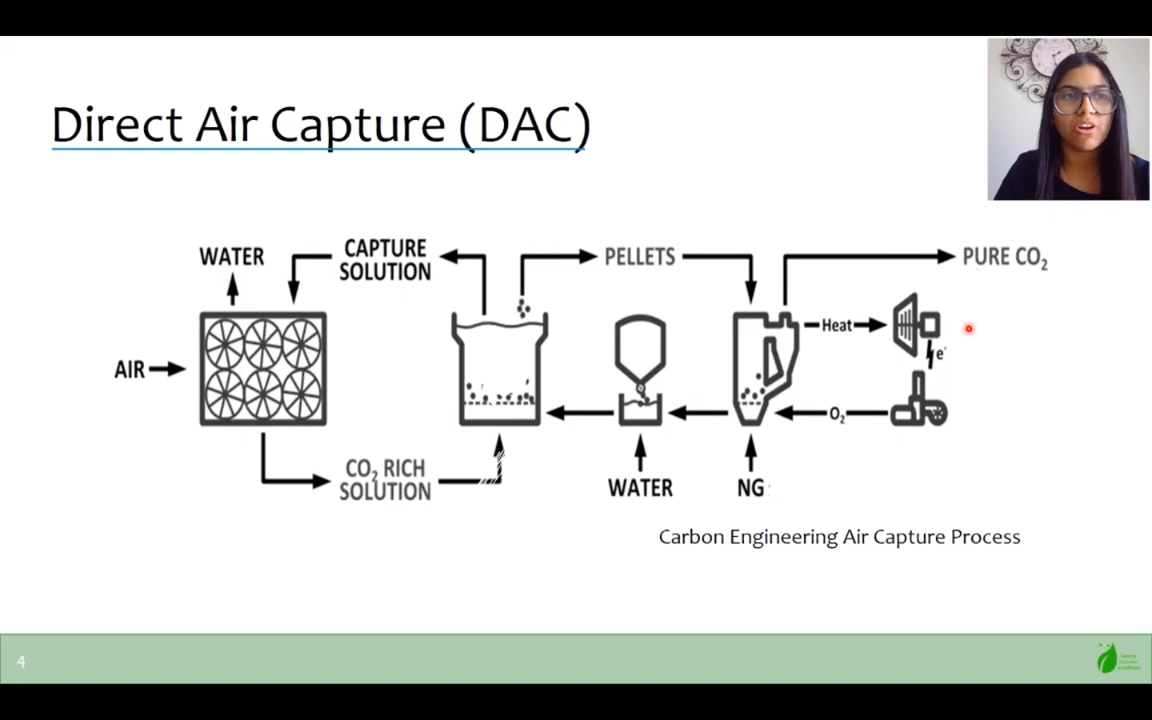 Direct Air Capture (DAC)
WATER
CAPTURE
SOLUTION
PELLETS
PURE CO₂
Heat
e⁻
AIR
O₂
CO₂ RICH
SOLUTION
WATER
NG
Carbon Engineering Air Capture Process
4